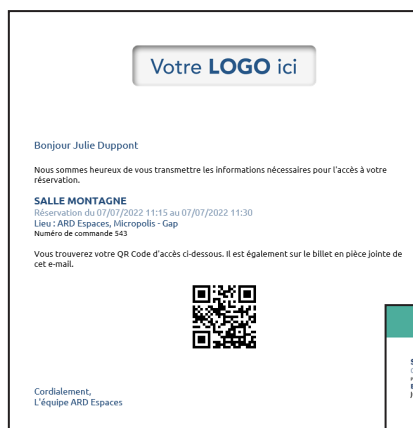 Votre LOGO ici
Bonjour Julie Duppont
Nous sommes heureux de vous transmettre les informations nécessaires pour l'accès à votre
réservation.
SALLE MONTAGNE
Réservation du 07/07/2022 11:15 au 07/07/2022 11:30
Lieu : ARD Espaces, Micropolis - Gap
Numéro de commande 543
Vous trouverez votre QR Code d'accès ci-dessous. Il est également sur le billet en pièce jointe de
cet e-mail.
Cordialement,
L'équipe ARD Espaces